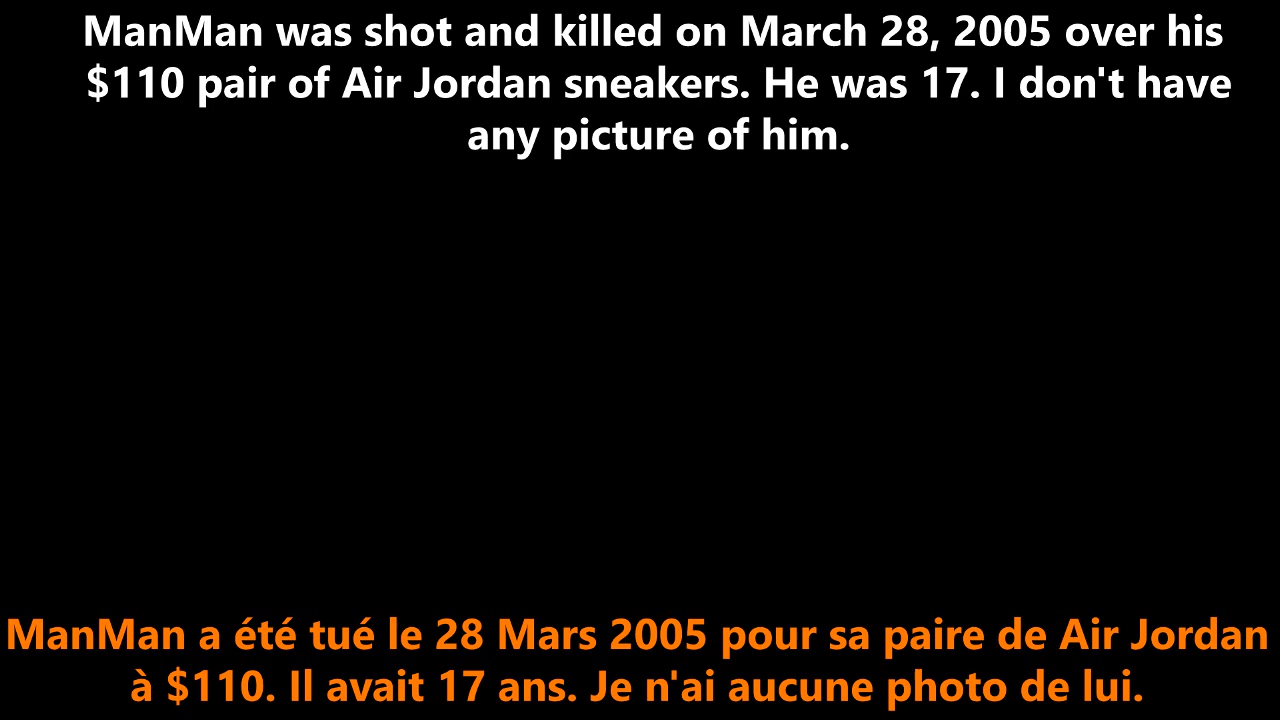 ManMan was shot and killed on March 28, 2005 over his
$110 pair of Air Jordan sneakers. He was 17. I don't have
any picture of him.
ManMan a été tué le 28 Mars 2005 pour sa paire de Air Jordan
à $110. Il avait 17 ans. Je n'ai aucune photo de lui.